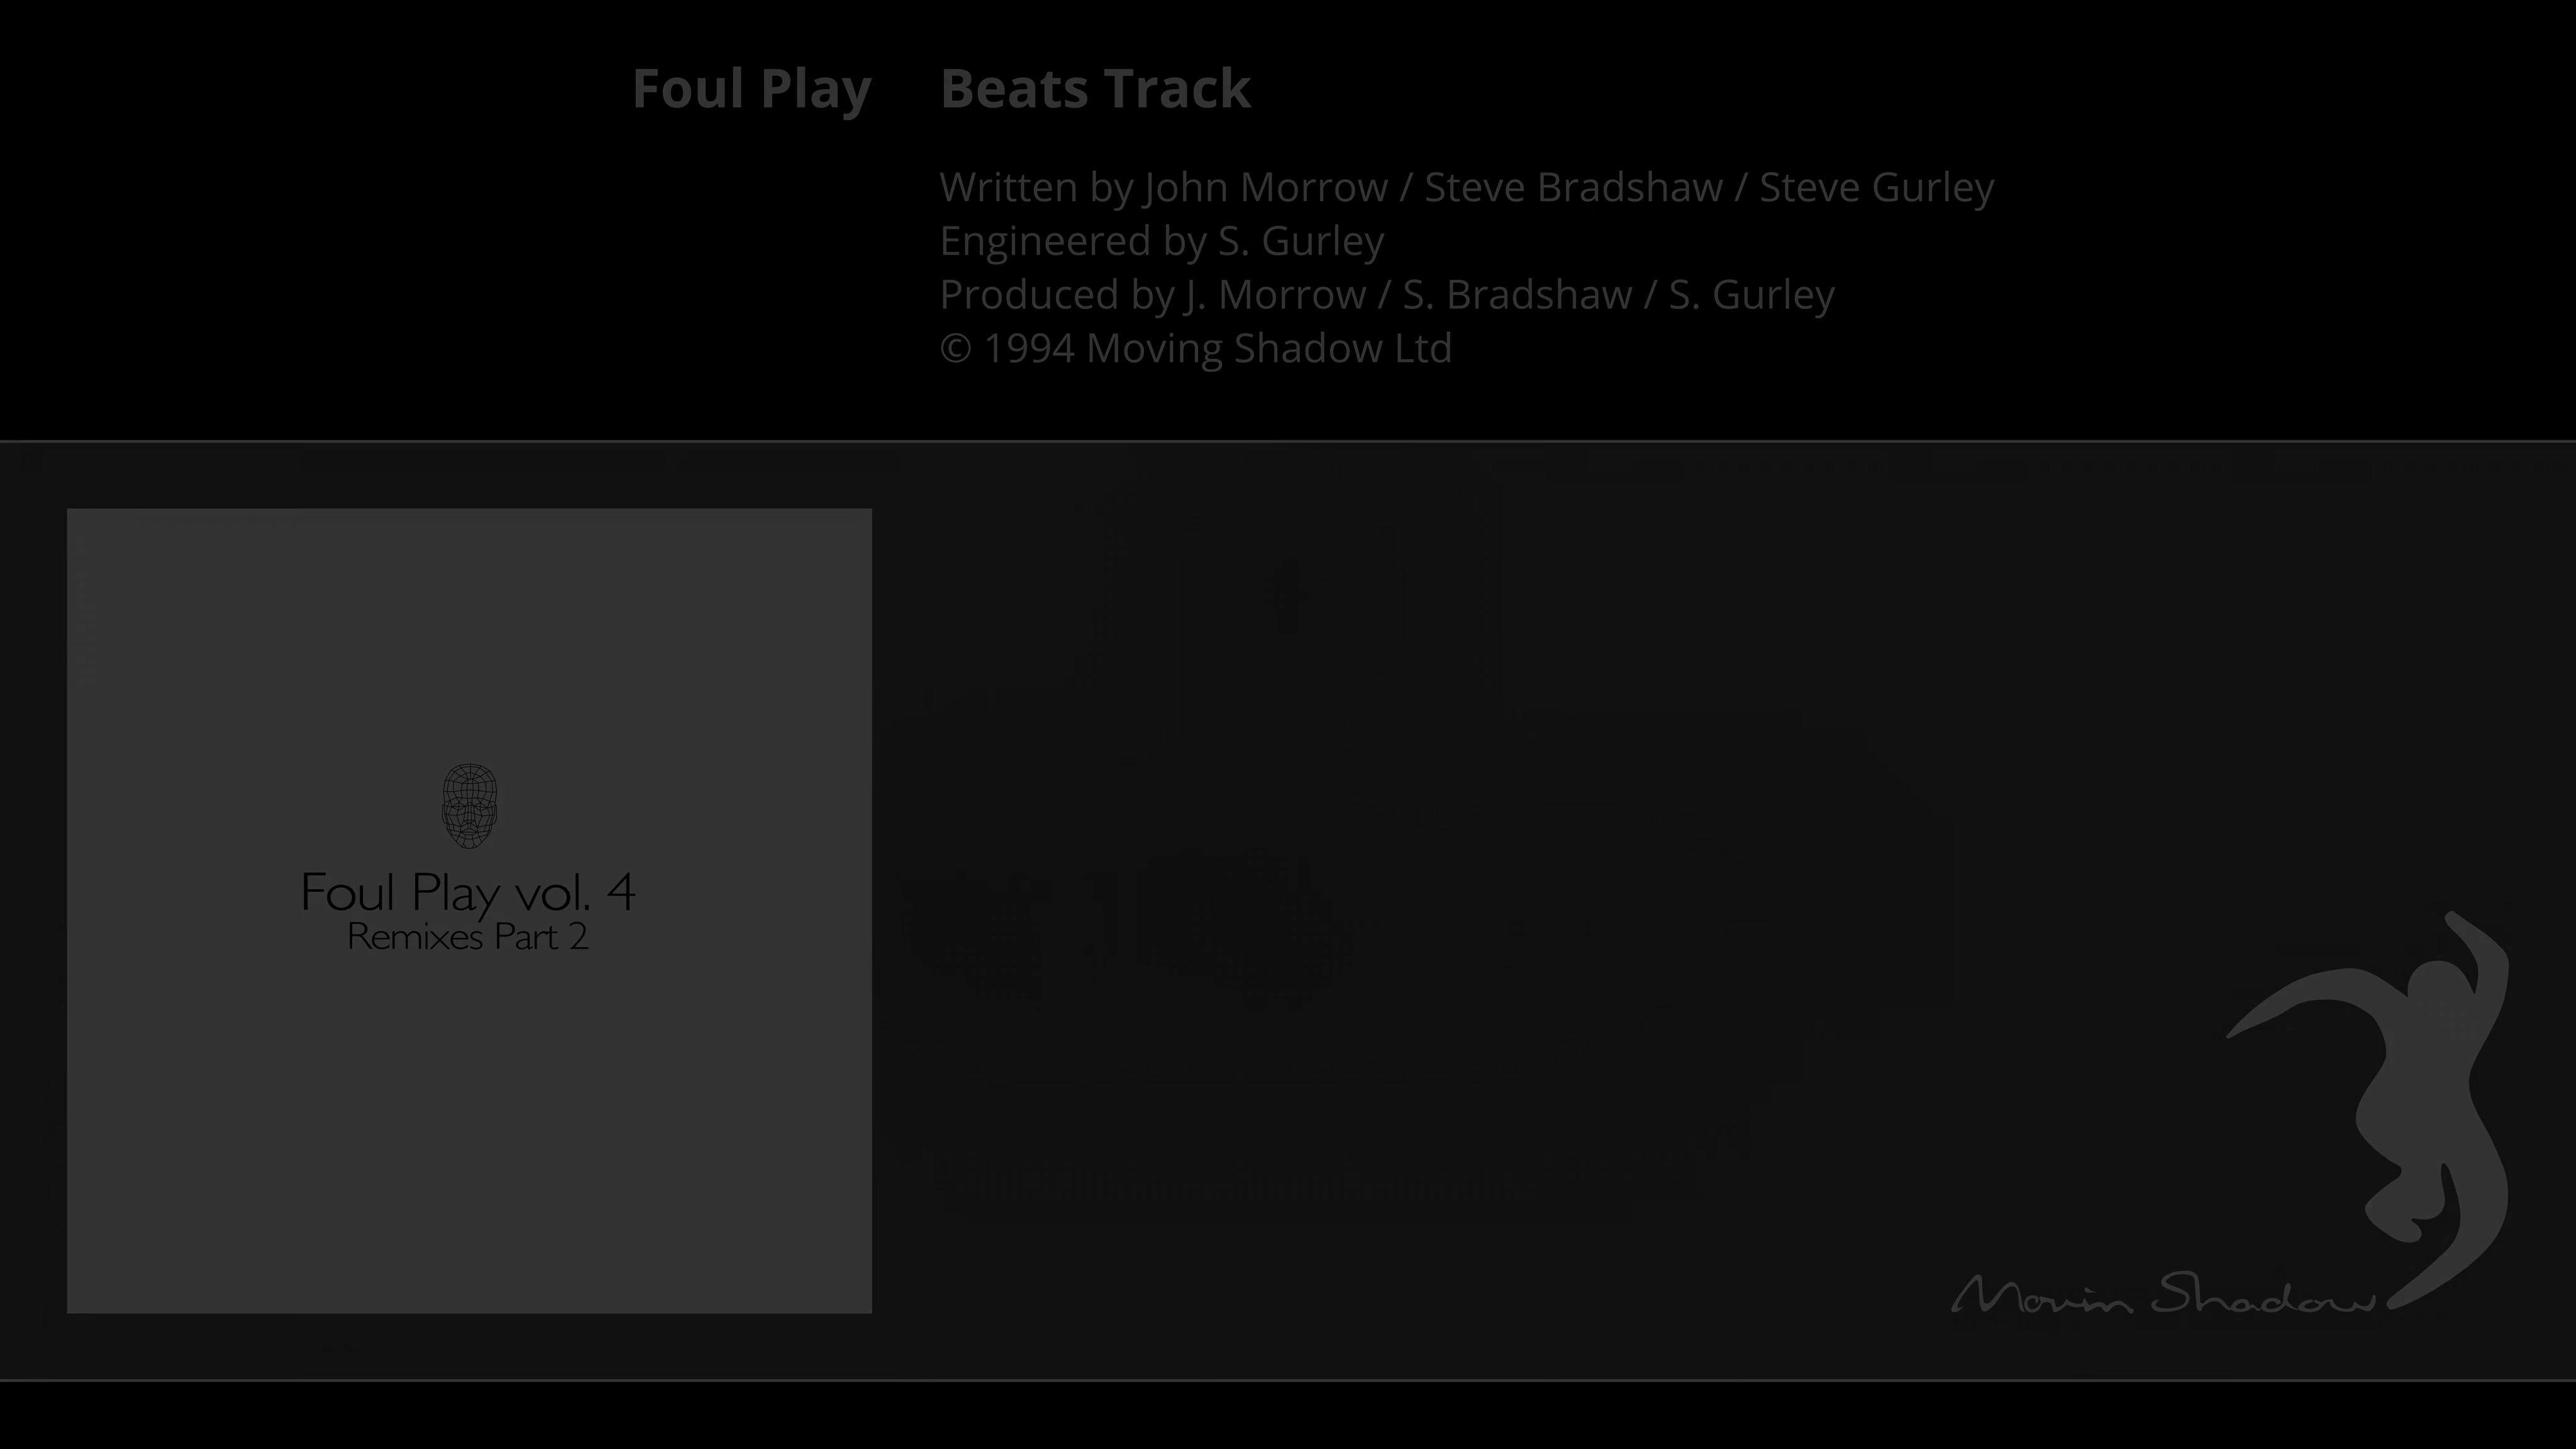 Foul Play Beats Track
Written by John Morrow / Steve Bradshaw / Steve Gurley
Engineered by S. Gurley
Produced by J. Morrow / S. Bradshaw / S. Gurley
© 1994 Moving Shadow Ltd
Foul Play vol. 4
Remixes Part 2
Movin Shadow